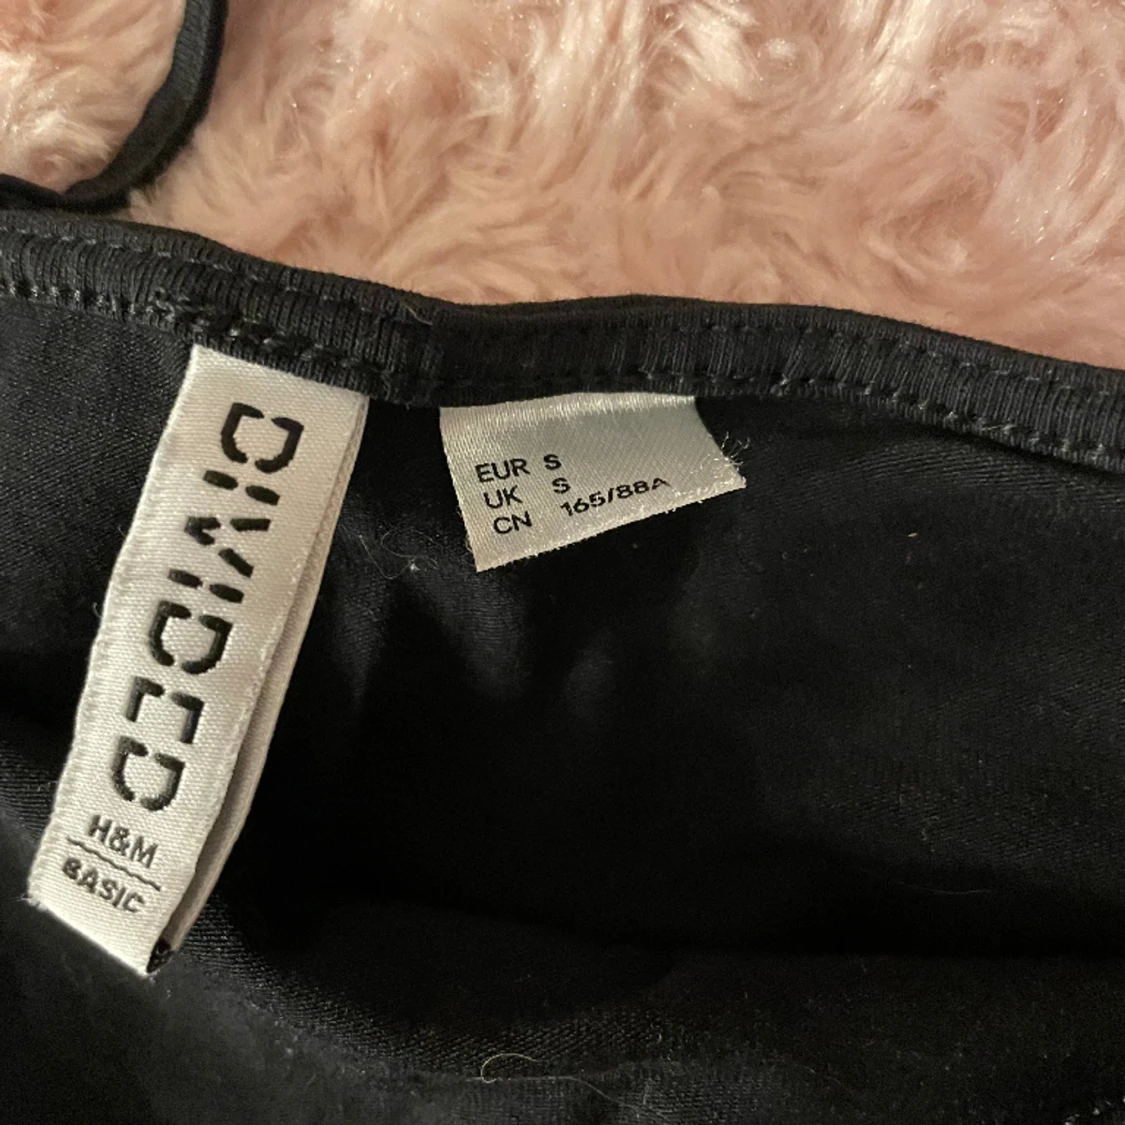 DIVIDED
H&M
BASIC
EUR S
UK S
CN 165/88A